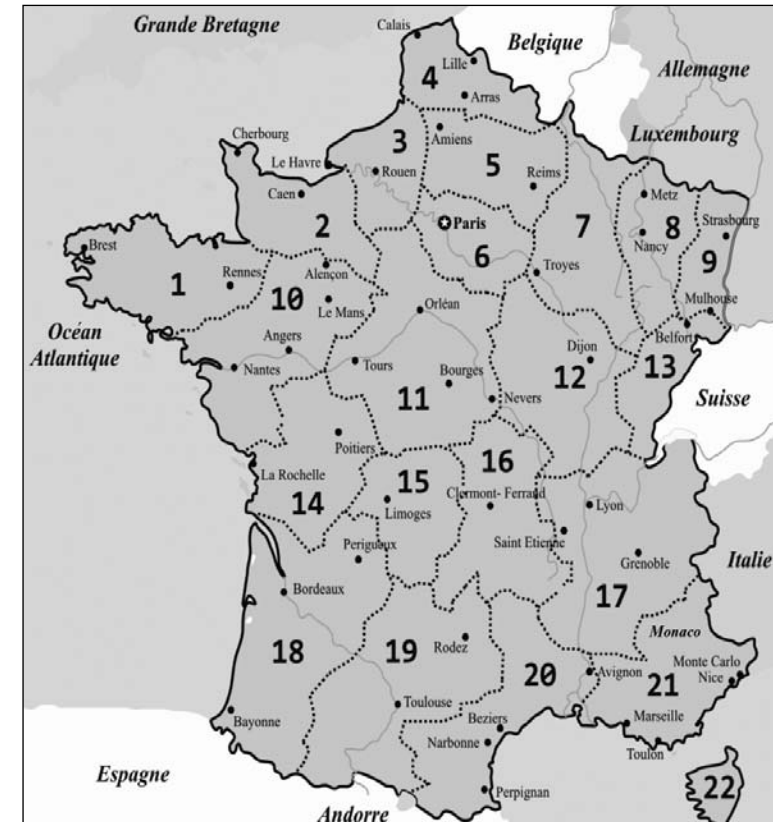 Grande Bretagne
Calais
Belgique
Lille
Allemagne
4
Arras
Cherbourg
3
Amiens
Luxembourg
Le Havre
Rouen
5
Reims
Caen
Metz
2
Paris
7
8
Strasbourg
Brest
6
Nancy
9
Rennes
Alençon
Troyes
1
10
Le Mans
Orléan
Mulhouse
Océan
Atlantique
Angers
Belfort
Nantes
Tours
Dijon
Bourges
12
13
11
Nevers
Suisse
Poitiers
16
La Rochelle
15
14
Clermont- Ferrand
Limoges
Lyon
Perigueux
Saint Etienne
Grenoble
Italie
Bordeaux
17
Monaco
18
19
Rodez
20
Avignon
Monte Carlo
Nice
21
Toulouse
Bayonne
Beziers
Marseille
Narbonne
Toulon
Espagne
Perpignan
22
Andorre